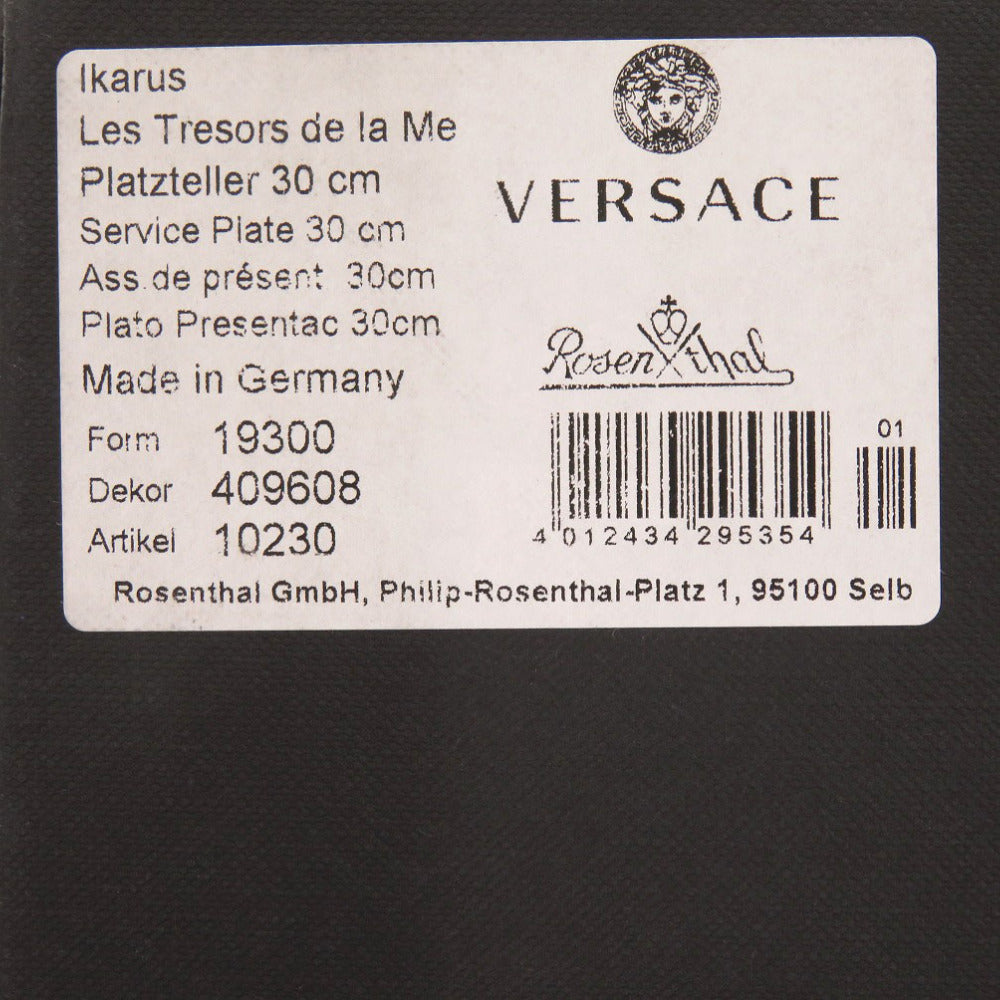 Ikarus
Les Tresors de la Me
Platzteller 30 cm
Service Plate 30 cm
Ass.de présent 30cm
Plato Presentac 30cm
Made in Germany
Form 19300
Dekor 409608
Artikel 10230
VERSACE
Rosenthal
01
4 012434 295354
Rosenthal GmbH, Philip-Rosenthal-Platz 1, 95100 Selb